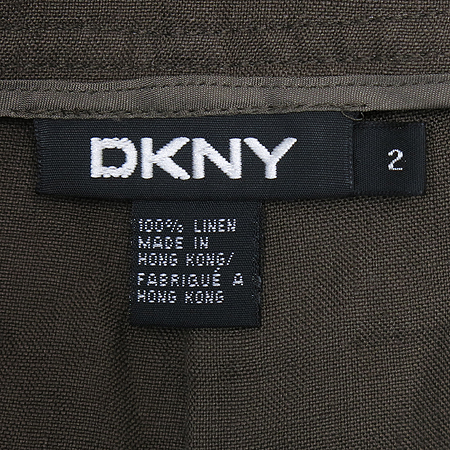 DKNY
2
100% LINEN
MADE IN
HONG KONG/
FABRIQUÉ A
HONG KONG